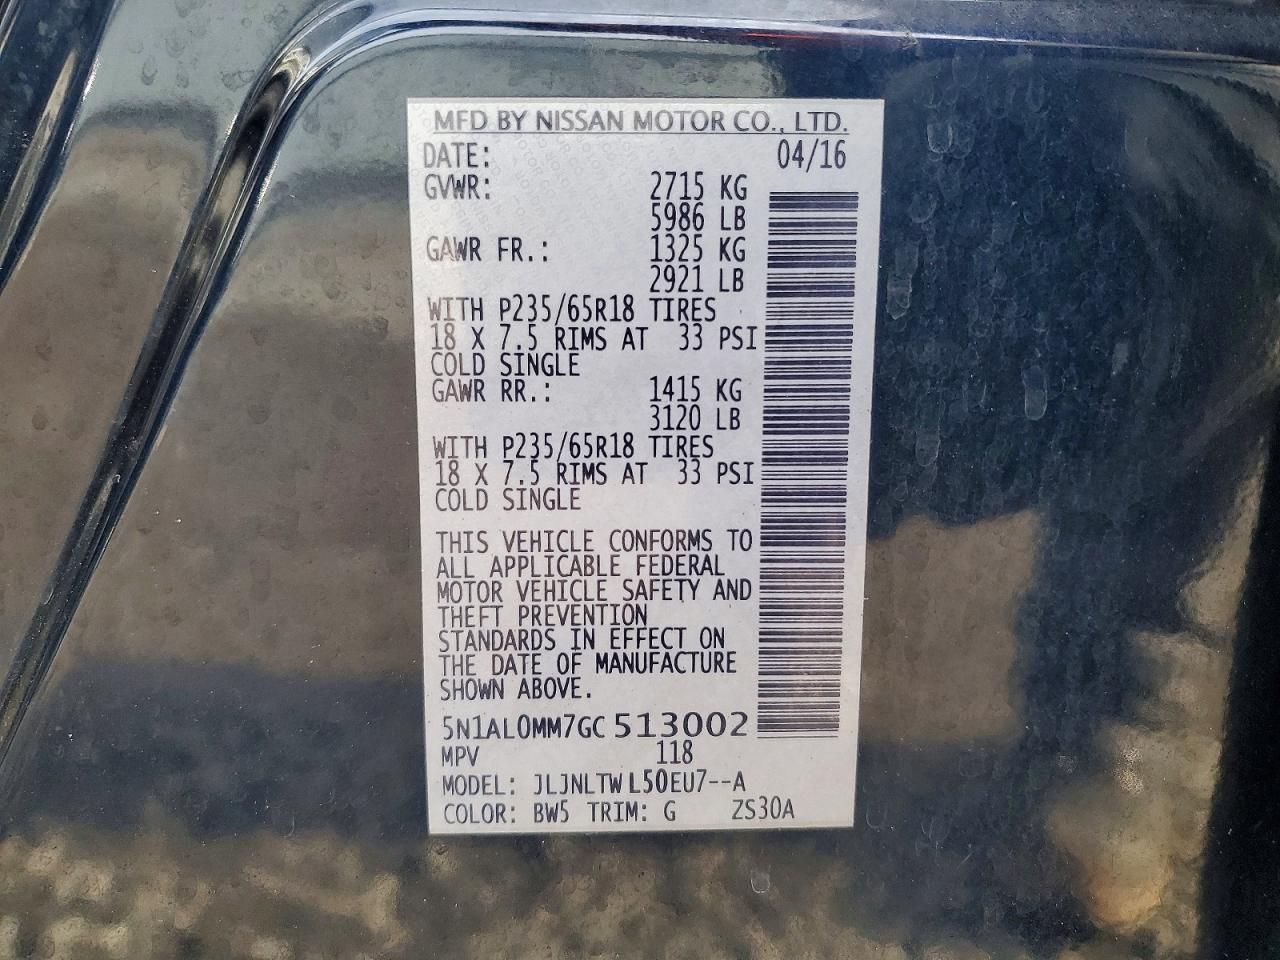 MFD BY NISSAN MOTOR CO., LTD.
DATE: 04/16
GVWR: 2715 KG
5986 LB
GAWR FR.: 1325 KG
2921 LB
WITH P235/65R18 TIRES
18 X 7.5 RIMS AT 33 PSI
COLD SINGLE
GAWR RR.: 1415 KG
3120 LB
WITH P235/65R18 TIRES
18 X 7.5 RIMS AT 33 PSI
COLD SINGLE
THIS VEHICLE CONFORMS TO
ALL APPLICABLE FEDERAL
MOTOR VEHICLE SAFETY AND
THEFT PREVENTION
STANDARDS IN EFFECT ON
THE DATE OF MANUFACTURE
SHOWN ABOVE.
5N1AL0MM7GC 513002
MPV 118
MODEL: JLJNLTW L50EU7--A
COLOR: BW5 TRIM: G ZS30A